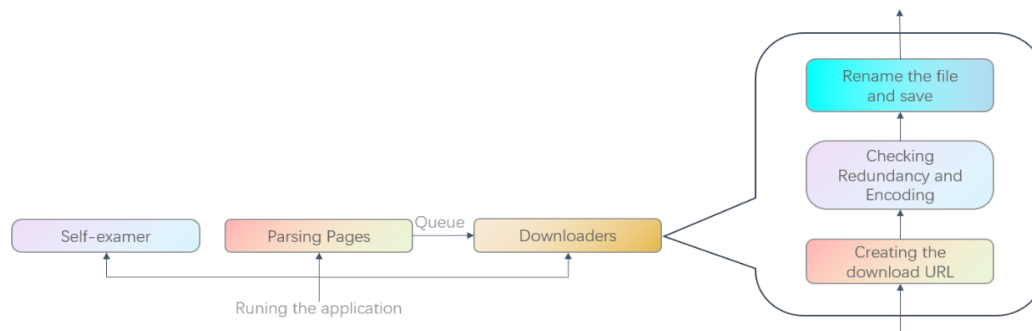 Rename the file
and save
Checking
Redundancy and
Encoding
Queue
Self-examer
Parsing Pages
Downloaders
Creating the
download URL
Runing the application